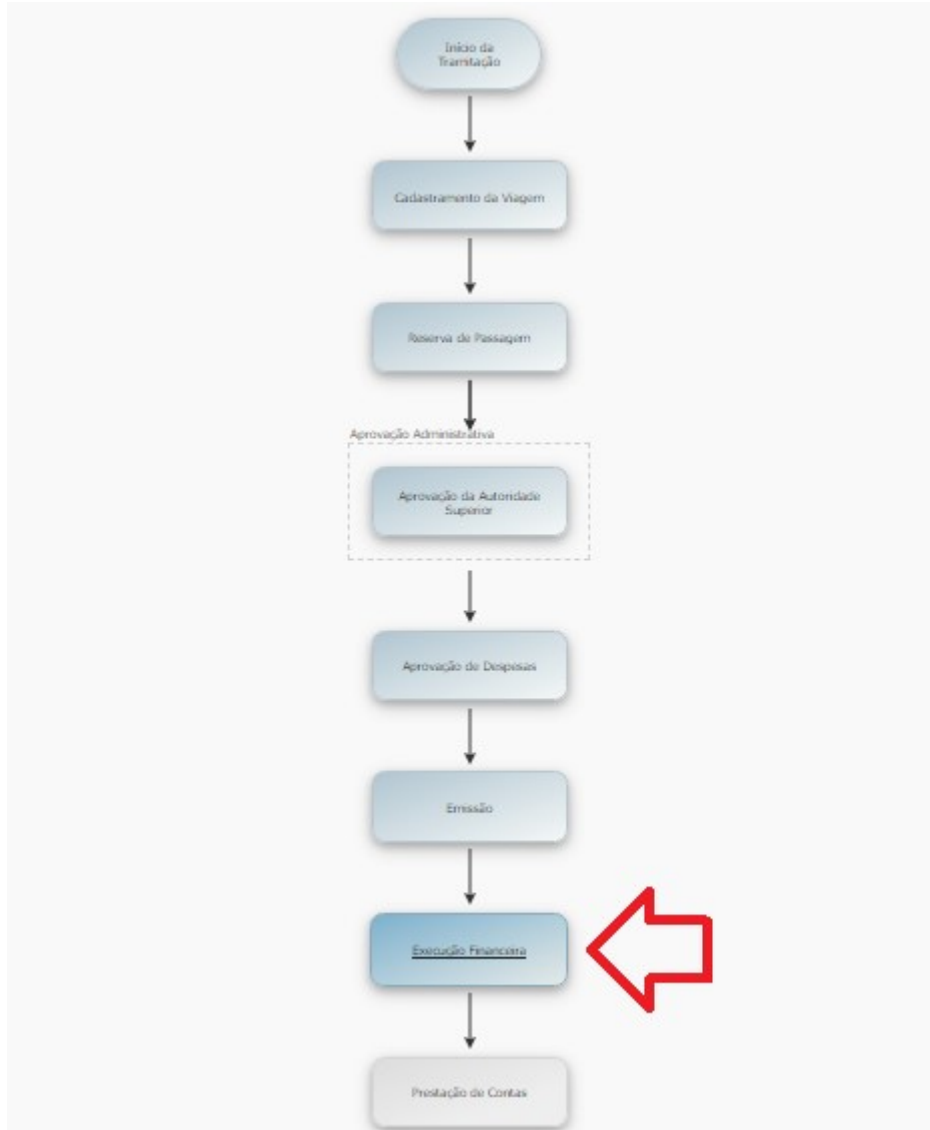 Início da
Tramitação
Cadastramento da Viagem
Reserva de Passagem
Aprovação Administrativa
Aprovação da Autoridade
Superior
Aprovação de Despesas
Emissão
Execução Financeira
Prestação de Contas